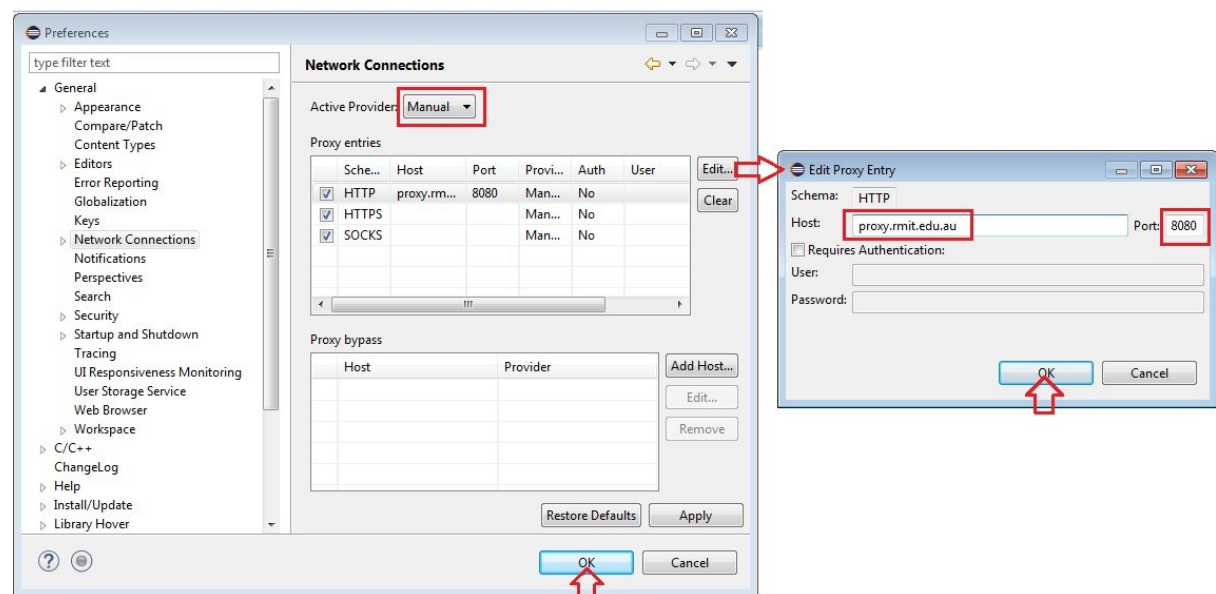 Preferences
type filter text
General
Appearance
Compare/Patch
Content Types
Editors
Error Reporting
Globalization
Keys
Network Connections
Notifications
Perspectives
Search
Security
Startup and Shutdown
Tracing
UI Responsiveness Monitoring
User Storage Service
Web Browser
Workspace
C/C++
ChangeLog
Help
Install/Update
Library Hover
Network Connections
Active Provider: Manual
Proxy entries
Sche... Host Port Provi... Auth User
HTTP proxy.rm... 8080 Man... No
HTTPS Man... No
SOCKS Man... No
Edit...
Clear
Proxy bypass
Host Provider
Add Host...
Edit...
Remove
Restore Defaults Apply
OK Cancel
Edit Proxy Entry
Schema: HTTP
Host: proxy.rmit.edu.au Port: 8080
Requires Authentication:
User:
Password:
OK Cancel